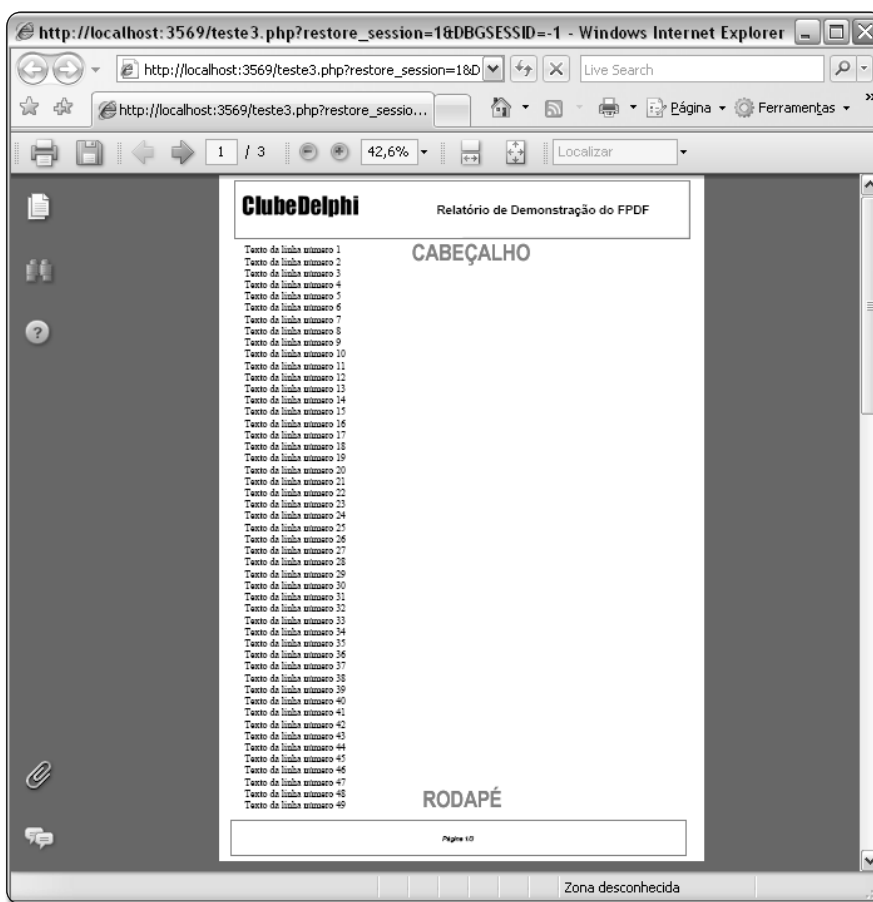 http://localhost:3569/teste3.php?restore_session=1&DBGSESSID=-1 - Windows Internet Explorer
http://localhost:3569/teste3.php?restore_session=1&D
Live Search
http://localhost:3569/teste3.php?restore_sessio...
Página
Ferramentas
»
1 / 3
42,6%
Localizar
ClubeDelphi
Relatório de Demonstração do FPDF
CABEÇALHO
Texto da linha número 1
Texto da linha número 2
Texto da linha número 3
Texto da linha número 4
Texto da linha número 5
Texto da linha número 6
Texto da linha número 7
Texto da linha número 8
Texto da linha número 9
Texto da linha número 10
Texto da linha número 11
Texto da linha número 12
Texto da linha número 13
Texto da linha número 14
Texto da linha número 15
Texto da linha número 16
Texto da linha número 17
Texto da linha número 18
Texto da linha número 19
Texto da linha número 20
Texto da linha número 21
Texto da linha número 22
Texto da linha número 23
Texto da linha número 24
Texto da linha número 25
Texto da linha número 26
Texto da linha número 27
Texto da linha número 28
Texto da linha número 29
Texto da linha número 30
Texto da linha número 31
Texto da linha número 32
Texto da linha número 33
Texto da linha número 34
Texto da linha número 35
Texto da linha número 36
Texto da linha número 37
Texto da linha número 38
Texto da linha número 39
Texto da linha número 40
Texto da linha número 41
Texto da linha número 42
Texto da linha número 43
Texto da linha número 44
Texto da linha número 45
Texto da linha número 46
Texto da linha número 47
Texto da linha número 48
Texto da linha número 49
RODAPÉ
Página 1/3
Zona desconhecida